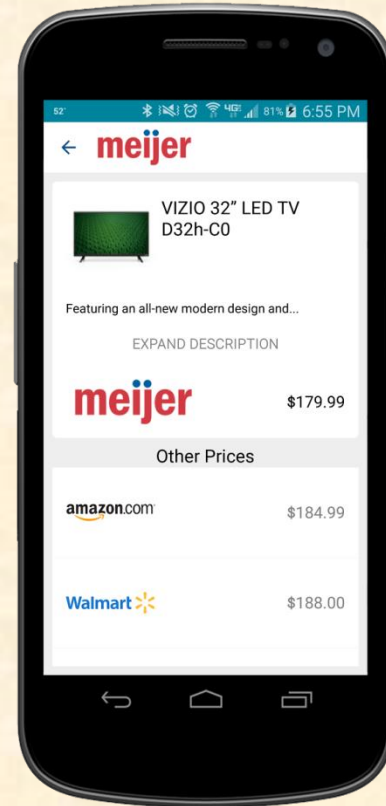 52°
4G
81% 6:55 PM
meijer
VIZIO 32" LED TV
D32h-C0
Featuring an all-new modern design and...
EXPAND DESCRIPTION
meijer
$179.99
Other Prices
amazon.com
$184.99
Walmart
$188.00